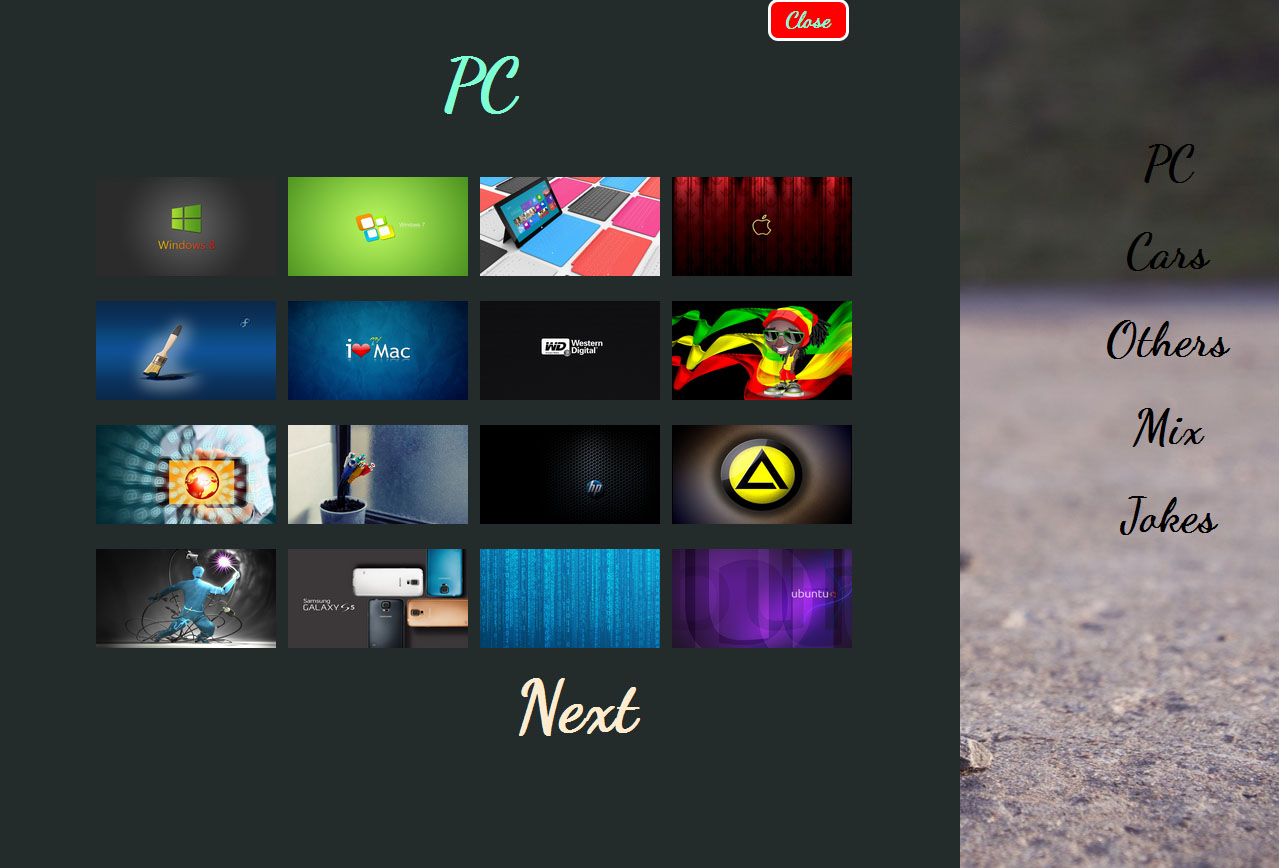 Close
PC
Windows 8
Windows 7
i my Mac
WD Western Digital
hp
Samsung
GALAXY S5
ubuntu
Next
PC
Cars
Others
Mix
Jokes